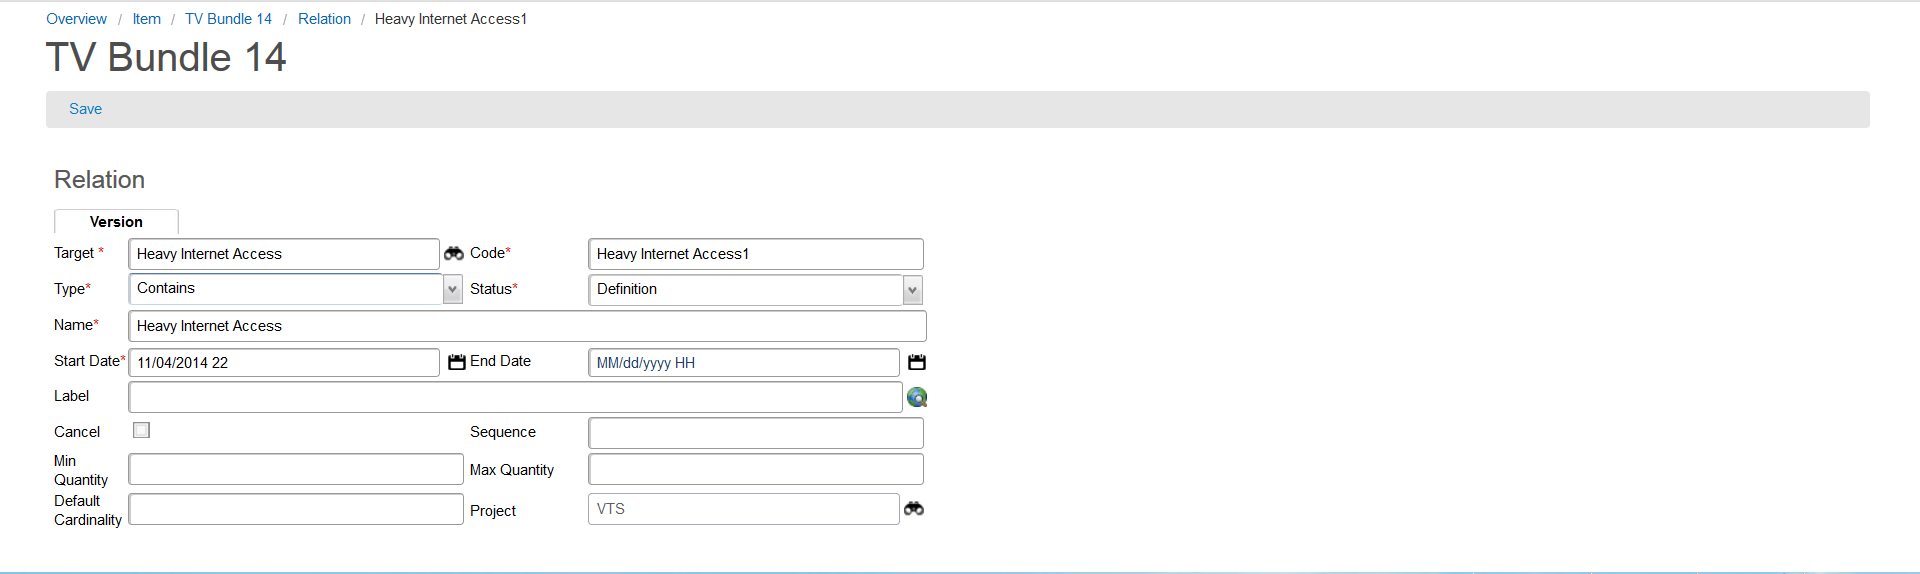 Overview / Item / TV Bundle 14 / Relation / Heavy Internet Access1
TV Bundle 14
Save
Relation
Version
Target * Heavy Internet Access Code* Heavy Internet Access1
Type* Contains Status* Definition
Name* Heavy Internet Access
Start Date* 11/04/2014 22 End Date MM/dd/yyyy HH
Label
Cancel Sequence
Min
Quantity Max Quantity
Default
Cardinality Project VTS